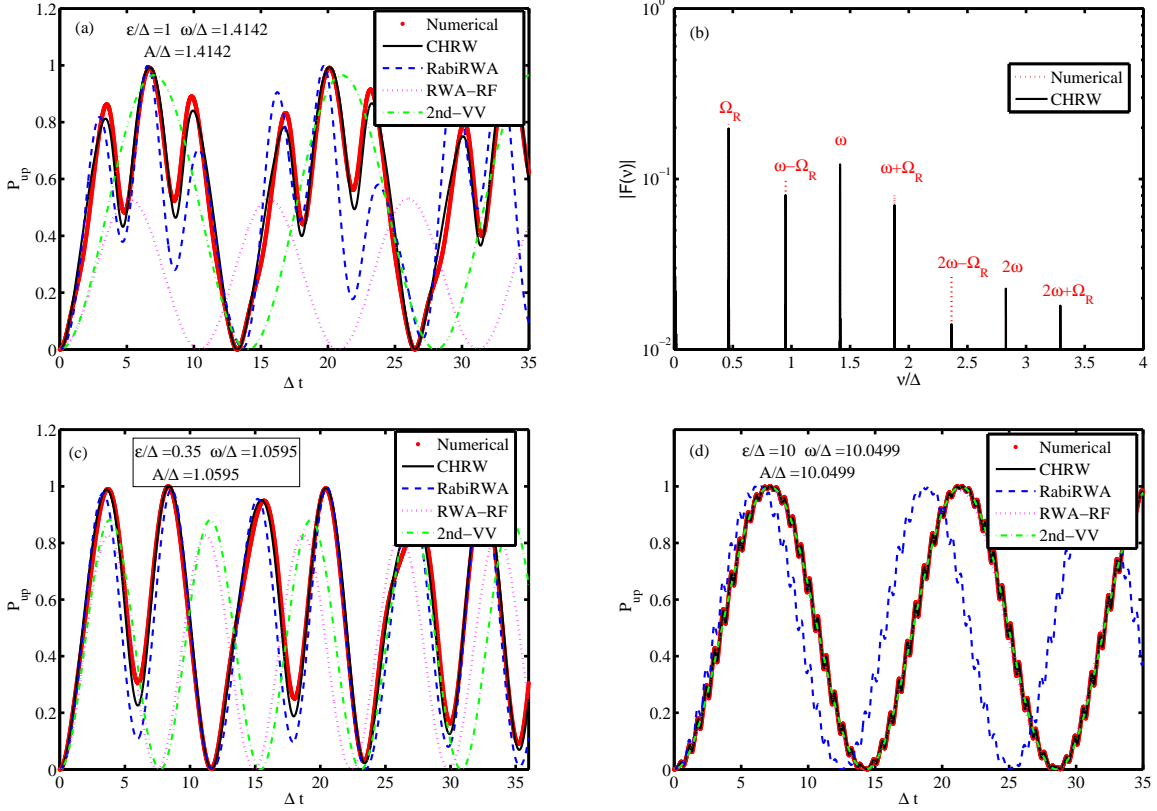 (a)
ε/Δ =1 ω/Δ =1.4142
A/Δ =1.4142
Numerical
CHRW
RabiRWA
RWA−RF
2nd−VV
P_up
0 0.2 0.4 0.6 0.8 1 1.2
0 5 10 15 20 25 30 35
Δ t
(b)
Numerical
CHRW
Ω_R
ω−Ω_R
ω
ω+Ω_R
2ω−Ω_R
2ω
2ω+Ω_R
|F(ν)|
10^0
10^−1
10^−2
0 0.5 1 1.5 2 2.5 3 3.5 4
ν/Δ
(c)
ε/Δ =0.35 ω/Δ =1.0595
A/Δ =1.0595
Numerical
CHRW
RabiRWA
RWA−RF
2nd−VV
P_up
0 0.2 0.4 0.6 0.8 1 1.2
0 5 10 15 20 25 30 35
Δ t
(d)
ε/Δ =10 ω/Δ =10.0499
A/Δ =10.0499
Numerical
CHRW
RabiRWA
RWA−RF
2nd−VV
P_up
0 0.2 0.4 0.6 0.8 1 1.2
0 5 10 15 20 25 30 35
Δ t